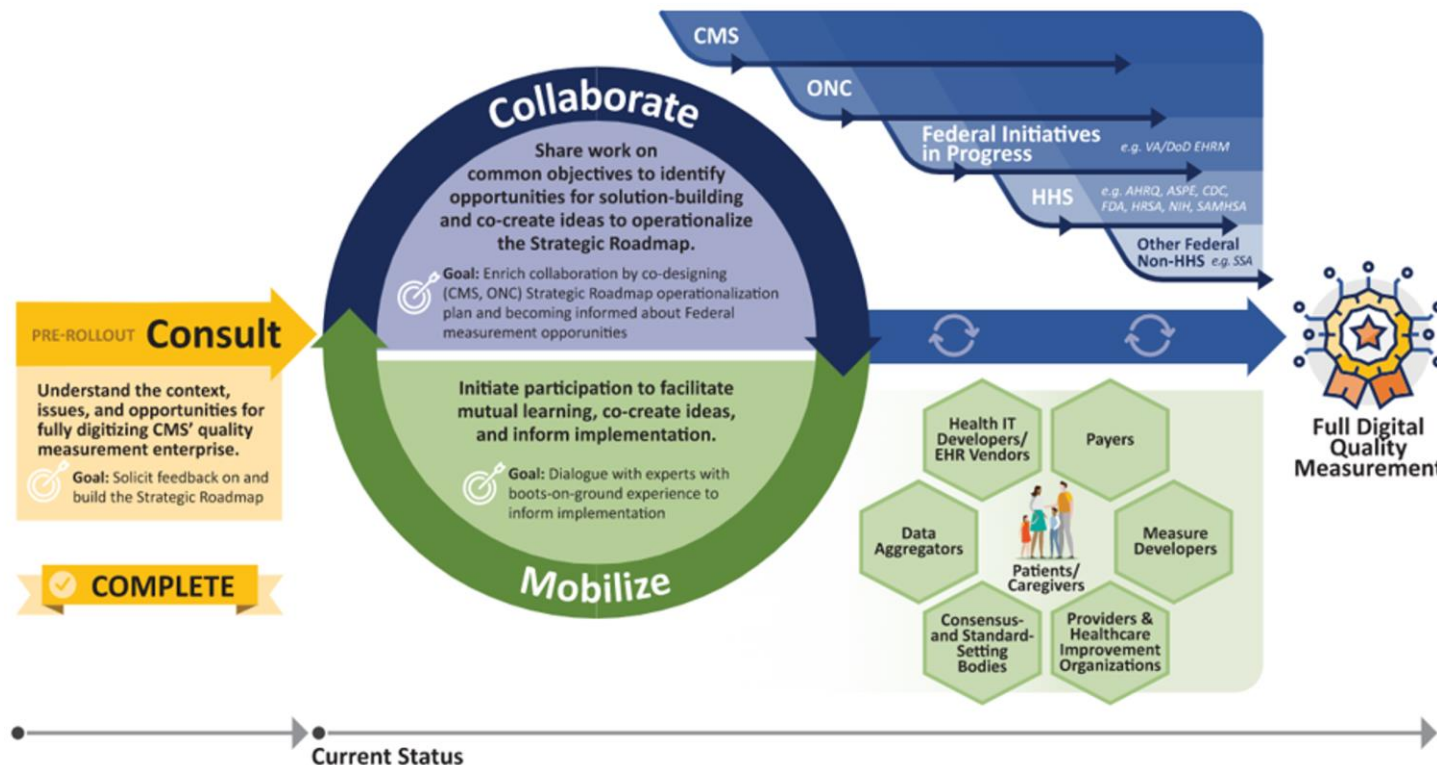 PRE-ROLLOUT Consult
Understand the context,
issues, and opportunities for
fully digitizing CMS’ quality
measurement enterprise.
Goal: Solicit feedback on and
build the Strategic Roadmap
COMPLETE
Collaborate
Share work on
common objectives to identify
opportunities for solution-building
and co-create ideas to operationalize
the Strategic Roadmap.
Goal: Enrich collaboration by co-designing
(CMS, ONC) Strategic Roadmap operationalization
plan and becoming informed about Federal
measurement opporunities
Initiate participation to facilitate
mutual learning, co-create ideas,
and inform implementation.
Goal: Dialogue with experts with
boots-on-ground experience to
inform implementation
Mobilize
CMS
ONC
Federal Initiatives
in Progress
e.g. VA/DoD EHRM
HHS
e.g. AHRQ, ASPE, CDC,
FDA, HRSA, NIH, SAMHSA
Other Federal
Non-HHS e.g. SSA
Health IT
Developers/
EHR Vendors
Payers
Data
Aggregators
Patients/
Caregivers
Measure
Developers
Consensus-
and Standard-
Setting
Bodies
Providers &
Healthcare
Improvement
Organizations
Full Digital
Quality
Measurement
Current Status